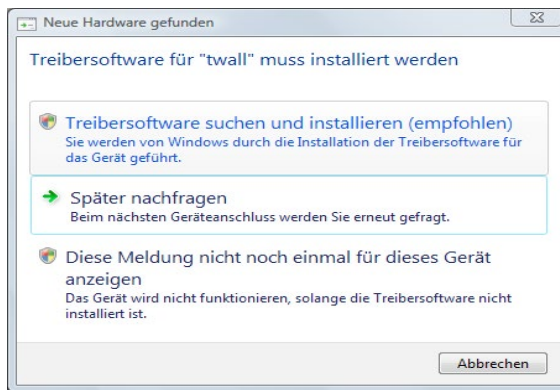 Neue Hardware gefunden
Treibersoftware für "twall" muss installiert werden
Treibersoftware suchen und installieren (empfohlen)
Sie werden von Windows durch die Installation der Treibersoftware für
das Gerät geführt.
Später nachfragen
Beim nächsten Geräteanschluss werden Sie erneut gefragt.
Diese Meldung nicht noch einmal für dieses Gerät
anzeigen
Das Gerät wird nicht funktionieren, solange die Treibersoftware nicht
installiert ist.
Abbrechen